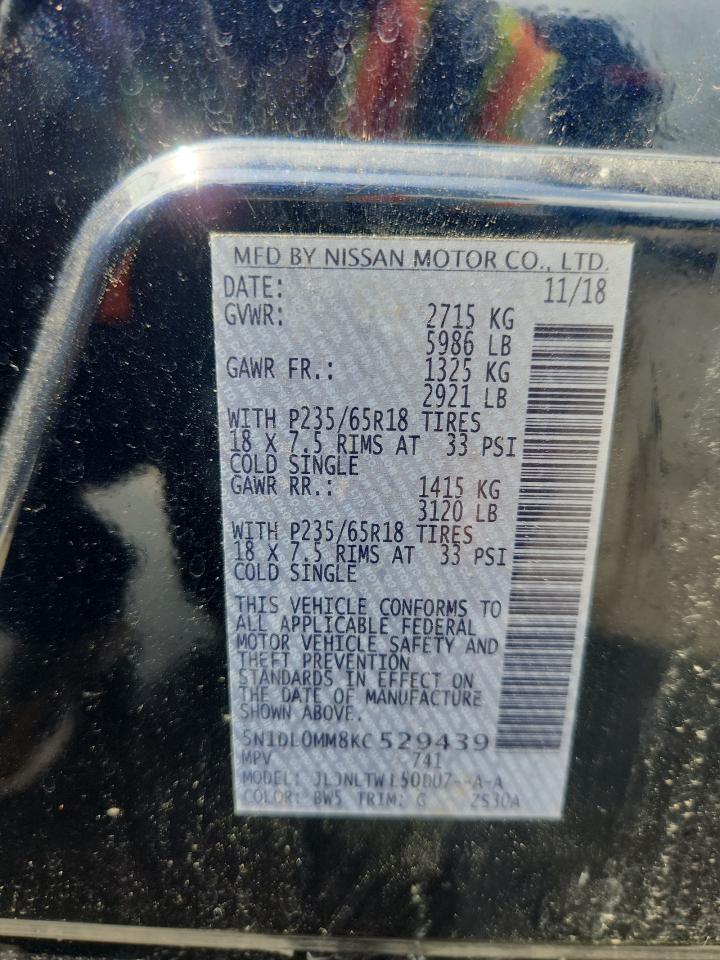 MFD BY NISSAN MOTOR CO., LTD.
DATE: 11/18
GVWR: 2715 KG
5986 LB
GAWR FR.: 1325 KG
2921 LB
WITH P235/65R18 TIRES
18 X 7.5 RIMS AT 33 PSI
COLD SINGLE
GAWR RR.: 1415 KG
3120 LB
WITH P235/65R18 TIRES
18 X 7.5 RIMS AT 33 PSI
COLD SINGLE
THIS VEHICLE CONFORMS TO
ALL APPLICABLE FEDERAL
MOTOR VEHICLE SAFETY AND
THEFT PREVENTION
STANDARDS IN EFFECT ON
THE DATE OF MANUFACTURE
SHOWN ABOVE.
5N1DL0MM8KC529439
MPV 741
MODEL:
COLOR: BW5 TRIM: G